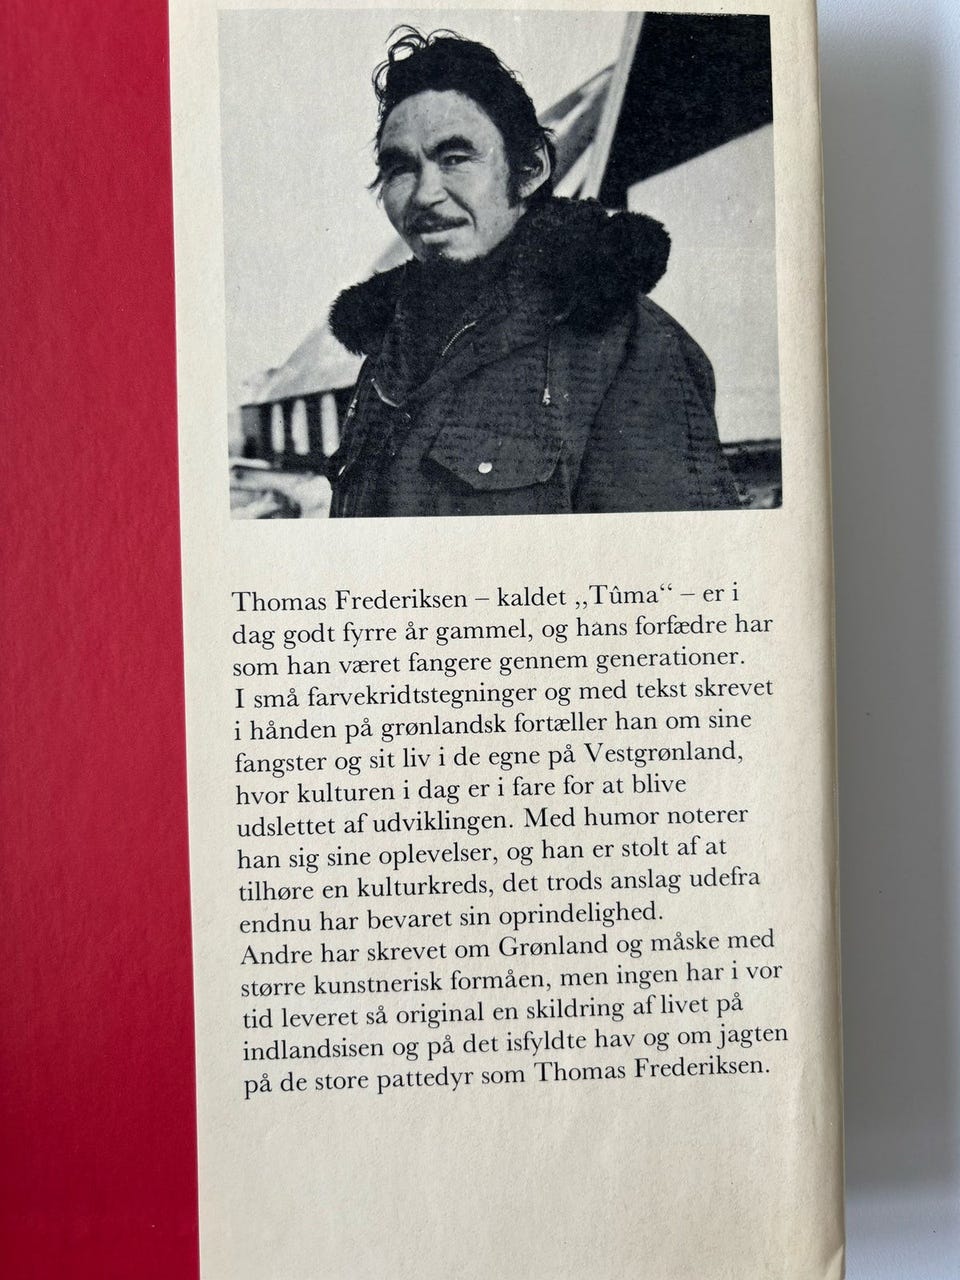 Thomas Frederiksen – kaldet ,,Tûma“ – er i
dag godt fyrre år gammel, og hans forfædre har
som han været fangere gennem generationer.
I små farvekridtstegninger og med tekst skrevet
i hånden på grønlandsk fortæller han om sine
fangster og sit liv i de egne på Vestgrønland,
hvor kulturen i dag er i fare for at blive
udslettet af udviklingen. Med humor noterer
han sig sine oplevelser, og han er stolt af at
tilhøre en kulturkreds, det trods anslag udefra
endnu har bevaret sin oprindelighed.
Andre har skrevet om Grønland og måske med
større kunstnerisk formåen, men ingen har i vor
tid leveret så original en skildring af livet på
indlandsisen og på det isfyldte hav og om jagten
på de store pattedyr som Thomas Frederiksen.